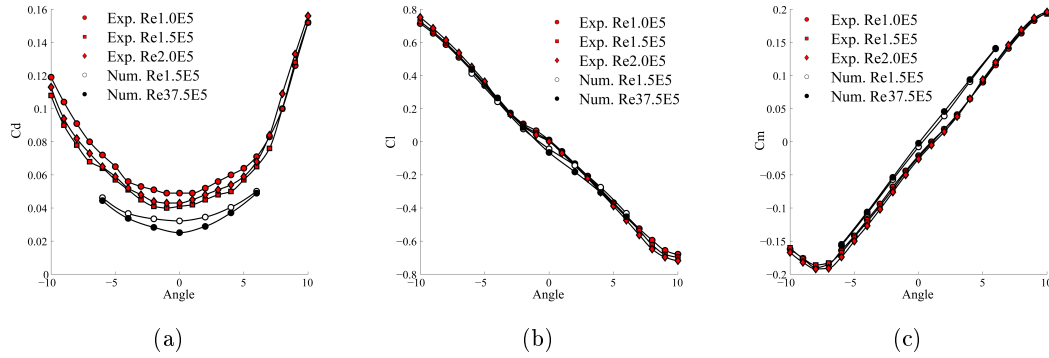 0.16
0.12
0.08
0.06
0.04
0.02
0
−10
−5
0
5
10
Cd
Angle
Exp. Re1.0E5
Exp. Re1.5E5
Exp. Re2.0E5
Num. Re1.5E5
Num. Re37.5E5
(a)
0.8
0.6
0.4
0.2
0
−0.2
−0.4
−0.6
−0.8
−10
−5
0
5
10
Cl
Angle
Exp. Re1.0E5
Exp. Re1.5E5
Exp. Re2.0E5
Num. Re1.5E5
Num. Re37.5E5
(b)
0.2
0.15
0.1
0.05
0
−0.05
−0.1
−0.15
−0.2
−10
−5
0
5
10
Cm
Angle
Exp. Re1.0E5
Exp. Re1.5E5
Exp. Re2.0E5
Num. Re1.5E5
Num. Re37.5E5
(c)